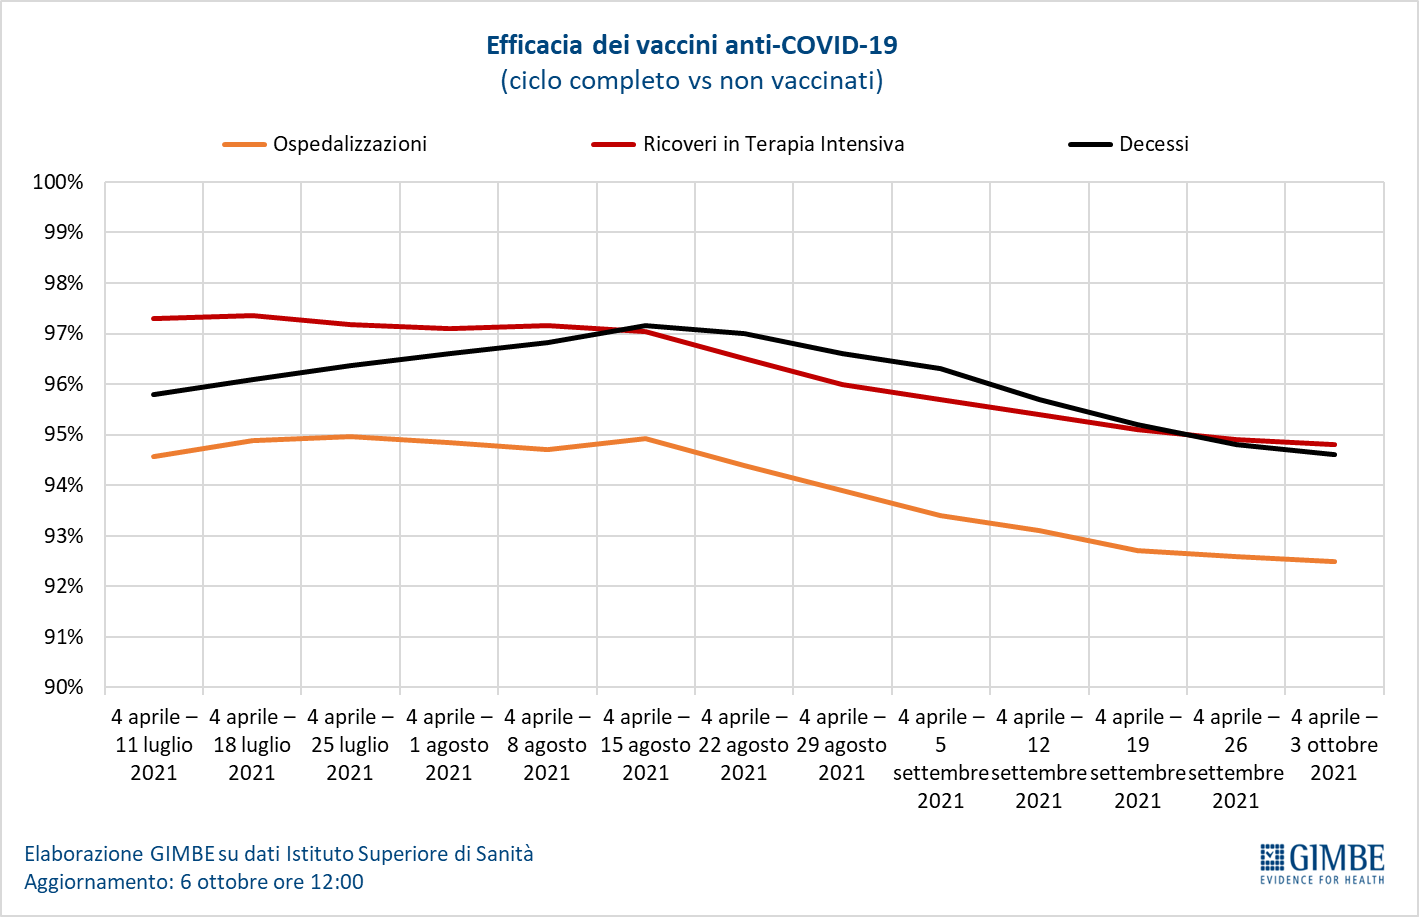 Efficacia dei vaccini anti-COVID-19
(ciclo completo vs non vaccinati)
Ospedalizzazioni
Ricoveri in Terapia Intensiva
Decessi
100%
99%
98%
97%
96%
95%
94%
93%
92%
91%
90%
4 aprile –
11 luglio
2021
4 aprile –
18 luglio
2021
4 aprile –
25 luglio
2021
4 aprile –
1 agosto
2021
4 aprile –
8 agosto
2021
4 aprile –
15 agosto
2021
4 aprile –
22 agosto
2021
4 aprile –
29 agosto
2021
4 aprile –
5
settembre
2021
4 aprile –
12
settembre
2021
4 aprile –
19
settembre
2021
4 aprile –
26
settembre
2021
4 aprile –
3 ottobre
2021
Elaborazione GIMBE su dati Istituto Superiore di Sanità
Aggiornamento: 6 ottobre ore 12:00
GIMBE
EVIDENCE FOR HEALTH